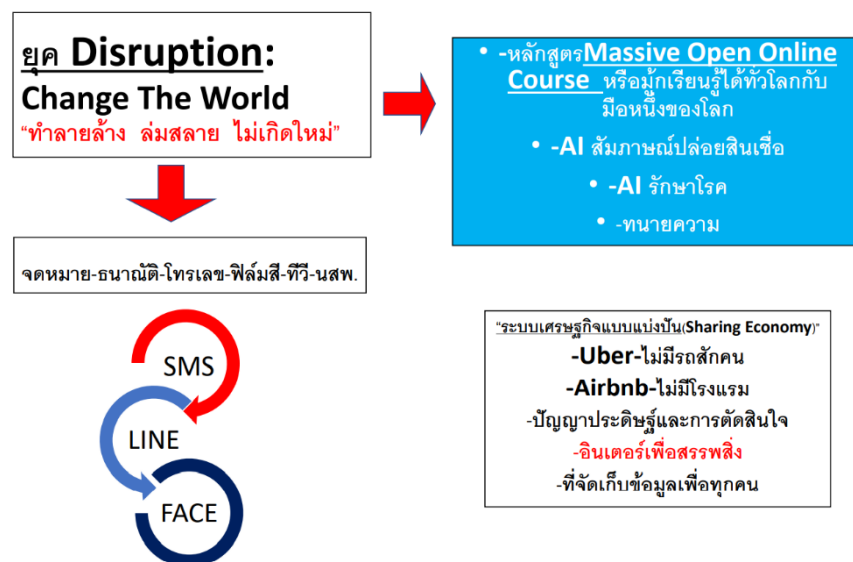 ยุค Disruption:
Change The World
“ทำลายล้าง ล่มสลาย ไม่เกิดใหม่”
• -หลักสูตรMassive Open Online
Course หรือมู้กเรียนรู้ได้ทั่วโลกกับ
มือหนึ่งของโลก
• -AI สัมภาษณ์ปล่อยสินเชื่อ
• -AI รักษาโรค
• -ทนายความ
จดหมาย-ธนาณัติ-โทรเลข-ฟิล์มสี-ทีวี-นสพ.
SMS
LINE
FACE
"ระบบเศรษฐกิจแบบแบ่งปัน(Sharing Economy)"
-Uber-ไม่มีรถสักคน
-Airbnb-ไม่มีโรงแรม
-ปัญญาประดิษฐ์และการตัดสินใจ
-อินเตอร์เพื่อสรรพสิ่ง
-ที่จัดเก็บข้อมูลเพื่อทุกคน